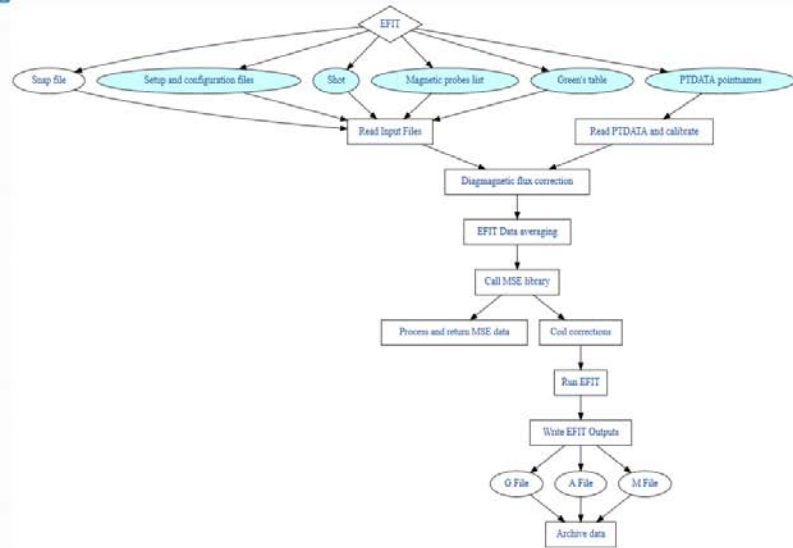 EFIT
Snap file
Setup and configuration files
Shot
Magnetic probes list
Green's table
PTDATA pointnames
Read Input Files
Read PTDATA and calibrate
Diagmagnetic flux correction
EFIT Data averaging
Call MSE library
Process and return MSE data
Coil corrections
Run EFIT
Write EFIT Outputs
G File
A File
M File
Archive data